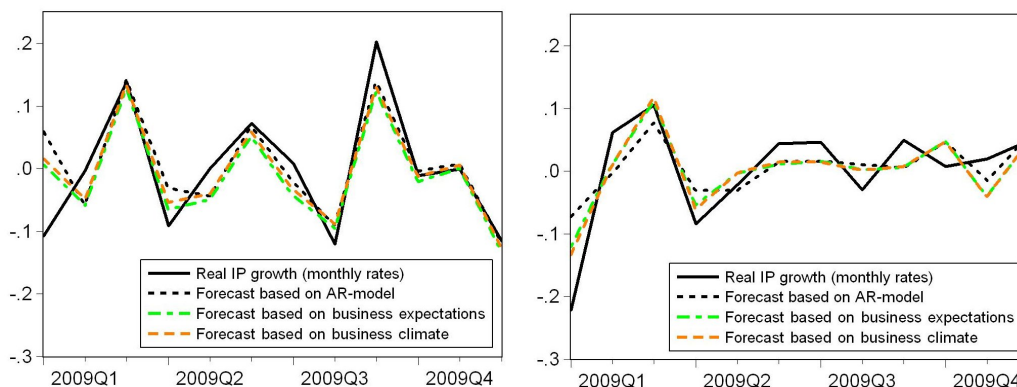 .2
.1
.0
-.1
-.2
-.3
Real IP growth (monthly rates)
Forecast based on AR-model
Forecast based on business expectations
Forecast based on business climate
2009Q1 2009Q2 2009Q3 2009Q4
.2
.1
.0
-.1
-.2
-.3
Real IP growth (monthly rates)
Forecast based on AR-model
Forecast based on business expectations
Forecast based on business climate
2009Q1 2009Q2 2009Q3 2009Q4